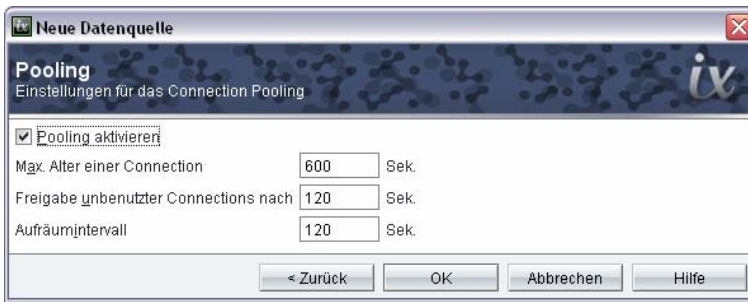 ix Neue Datenquelle
Pooling
Einstellungen für das Connection Pooling
ix
Pooling aktivieren
Max. Alter einer Connection 600 Sek.
Freigabe unbenutzter Connections nach 120 Sek.
Aufräumintervall 120 Sek.
< Zurück OK Abbrechen Hilfe